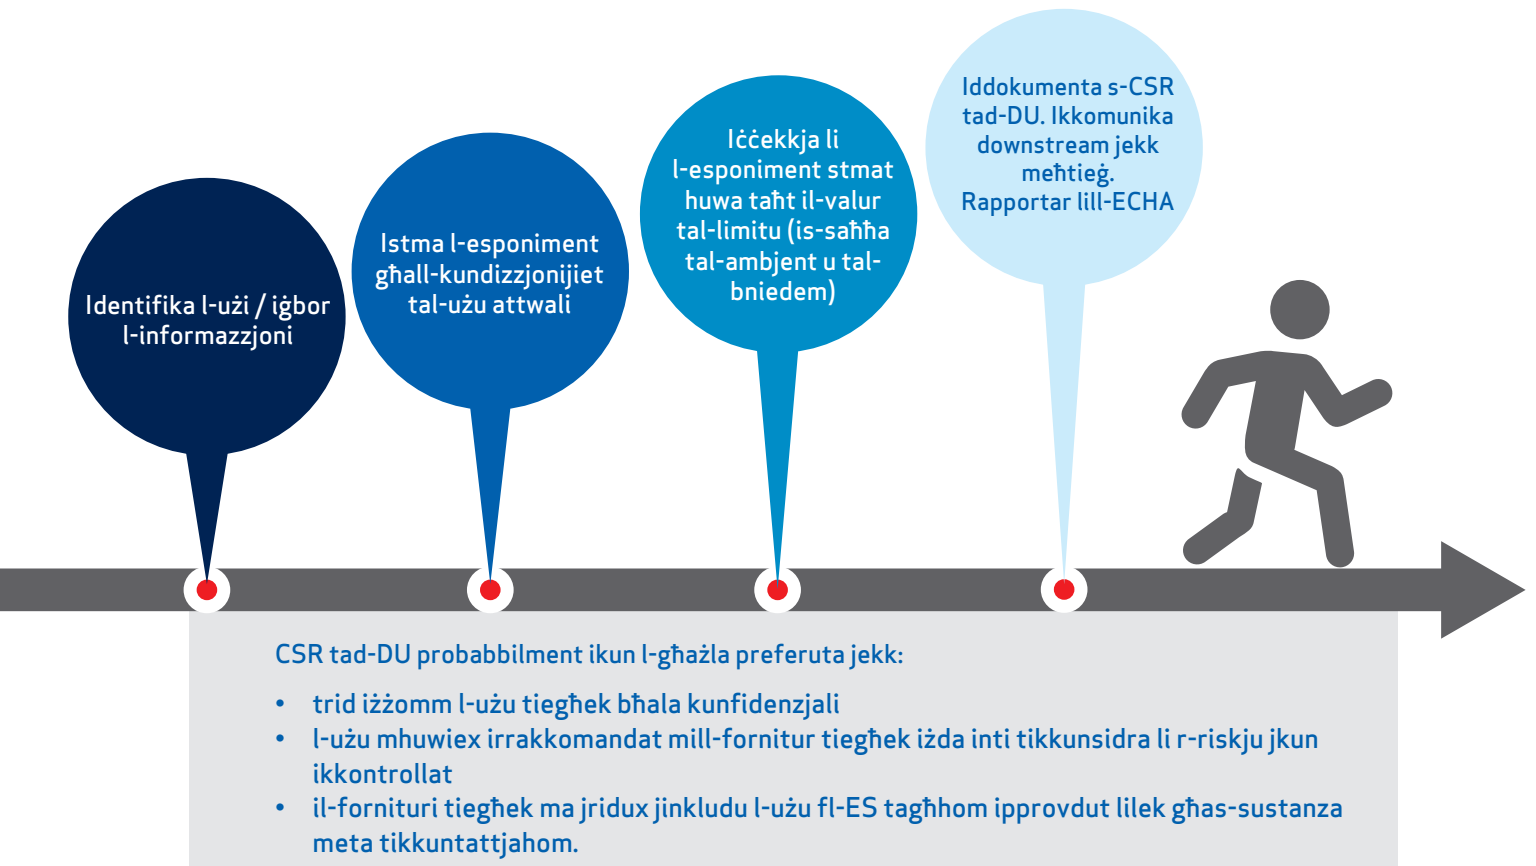 Identifika l-użi / iġbor
l-informazzjoni
Istma l-esponiment
għall-kundizzjonijiet
tal-użu attwali
Iċċekkja li
l-esponiment stmat
huwa taħt il-valur
tal-limitu (is-saħħa
tal-ambjent u tal-
bniedem)
Iddokumenta s-CSR
tad-DU. Ikkomunika
downstream jekk
meħtieġ.
Rapportar lill-ECHA
CSR tad-DU probabbilment ikun l-għażla preferuta jekk:
• trid iżżomm l-użu tiegħek bħala kunfidenzjali
• l-użu mhuwiex irrakkomandat mill-fornitur tiegħek iżda inti tikkunsidra li r-riskju jkun
ikkontrollat
• il-fornituri tiegħek ma jridux jinkludu l-użu fl-ES tagħhom ipprovdut lilek għas-sustanza
meta tikkuntattjahom.